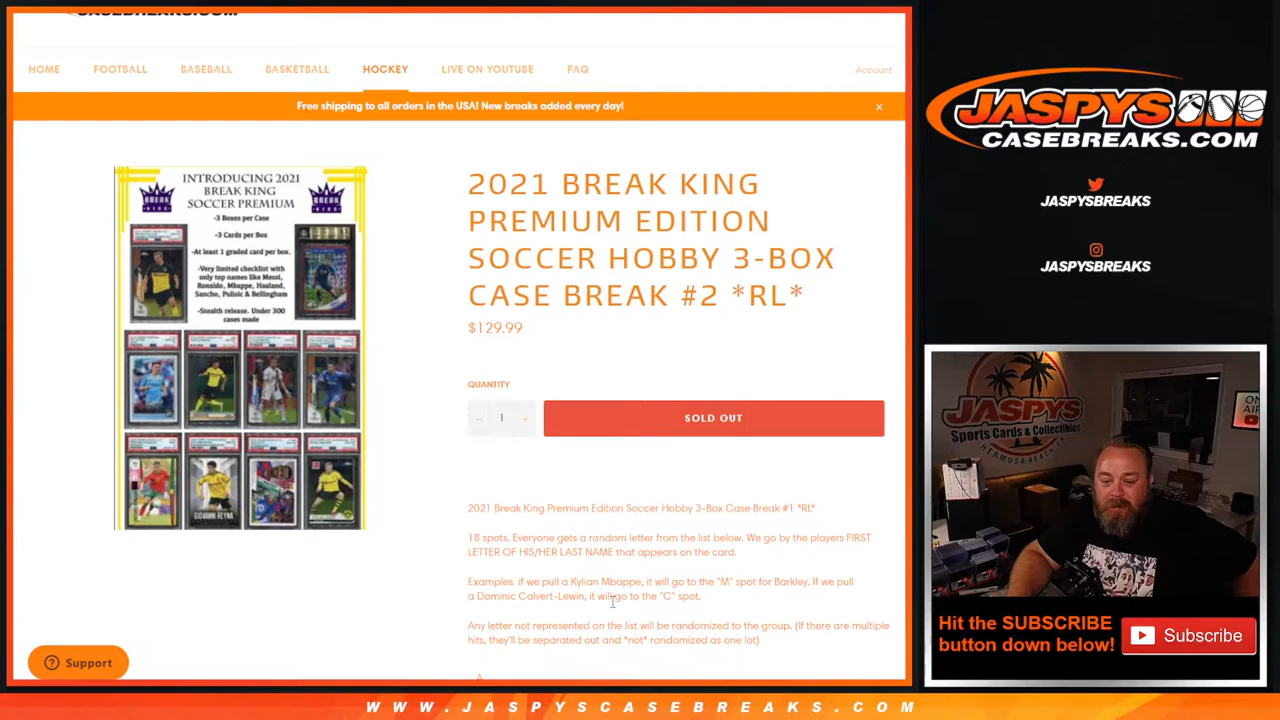 HOME FOOTBALL BASEBALL BASKETBALL HOCKEY LIVE ON YOUTUBE FAQ Account
Free shipping to all orders in the USA! New breaks added every day! ×
INTRODUCING 2021
BREAK KING
SOCCER PREMIUM
BREAK
KING
BREAK
KING
-3 Boxes per Case
-3 Cards per Box
-At least 1 graded card per box.
-Very limited checklist with
only top names like Messi,
Ronaldo, Mbappe, Haaland,
Sancho, Pulisic & Bellingham
-Stealth release. Under 300
cases made
GIOVANNI REYNA
2021 BREAK KING
PREMIUM EDITION
SOCCER HOBBY 3-BOX
CASE BREAK #2 *RL*
$129.99
QUANTITY
− 1 +
SOLD OUT
2021 Break King Premium Edition Soccer Hobby 3-Box Case Break #1 *RL*
18 spots. Everyone gets a random letter from the list below. We go by the players FIRST
LETTER OF HIS/HER LAST NAME that appears on the card.
Examples: if we pull a Kylian Mbappe, it will go to the "M" spot for Barkley. If we pull
a Dominic Calvert-Lewin, it will go to the "C" spot.
Any letter not represented on the list will be randomized to the group. (If there are multiple
hits, they'll be separated out and *not* randomized as one lot)
A
Support
JASPYS
CASEBREAKS.COM
JASPYSBREAKS
JASPYSBREAKS
JASPYS
Sports Cards & Collectibles
HERMOSA BEACH
ON
AIR
Hit the SUBSCRIBE
button down below!
Subscribe
WWW.JASPYSCASEBREAKS.COM